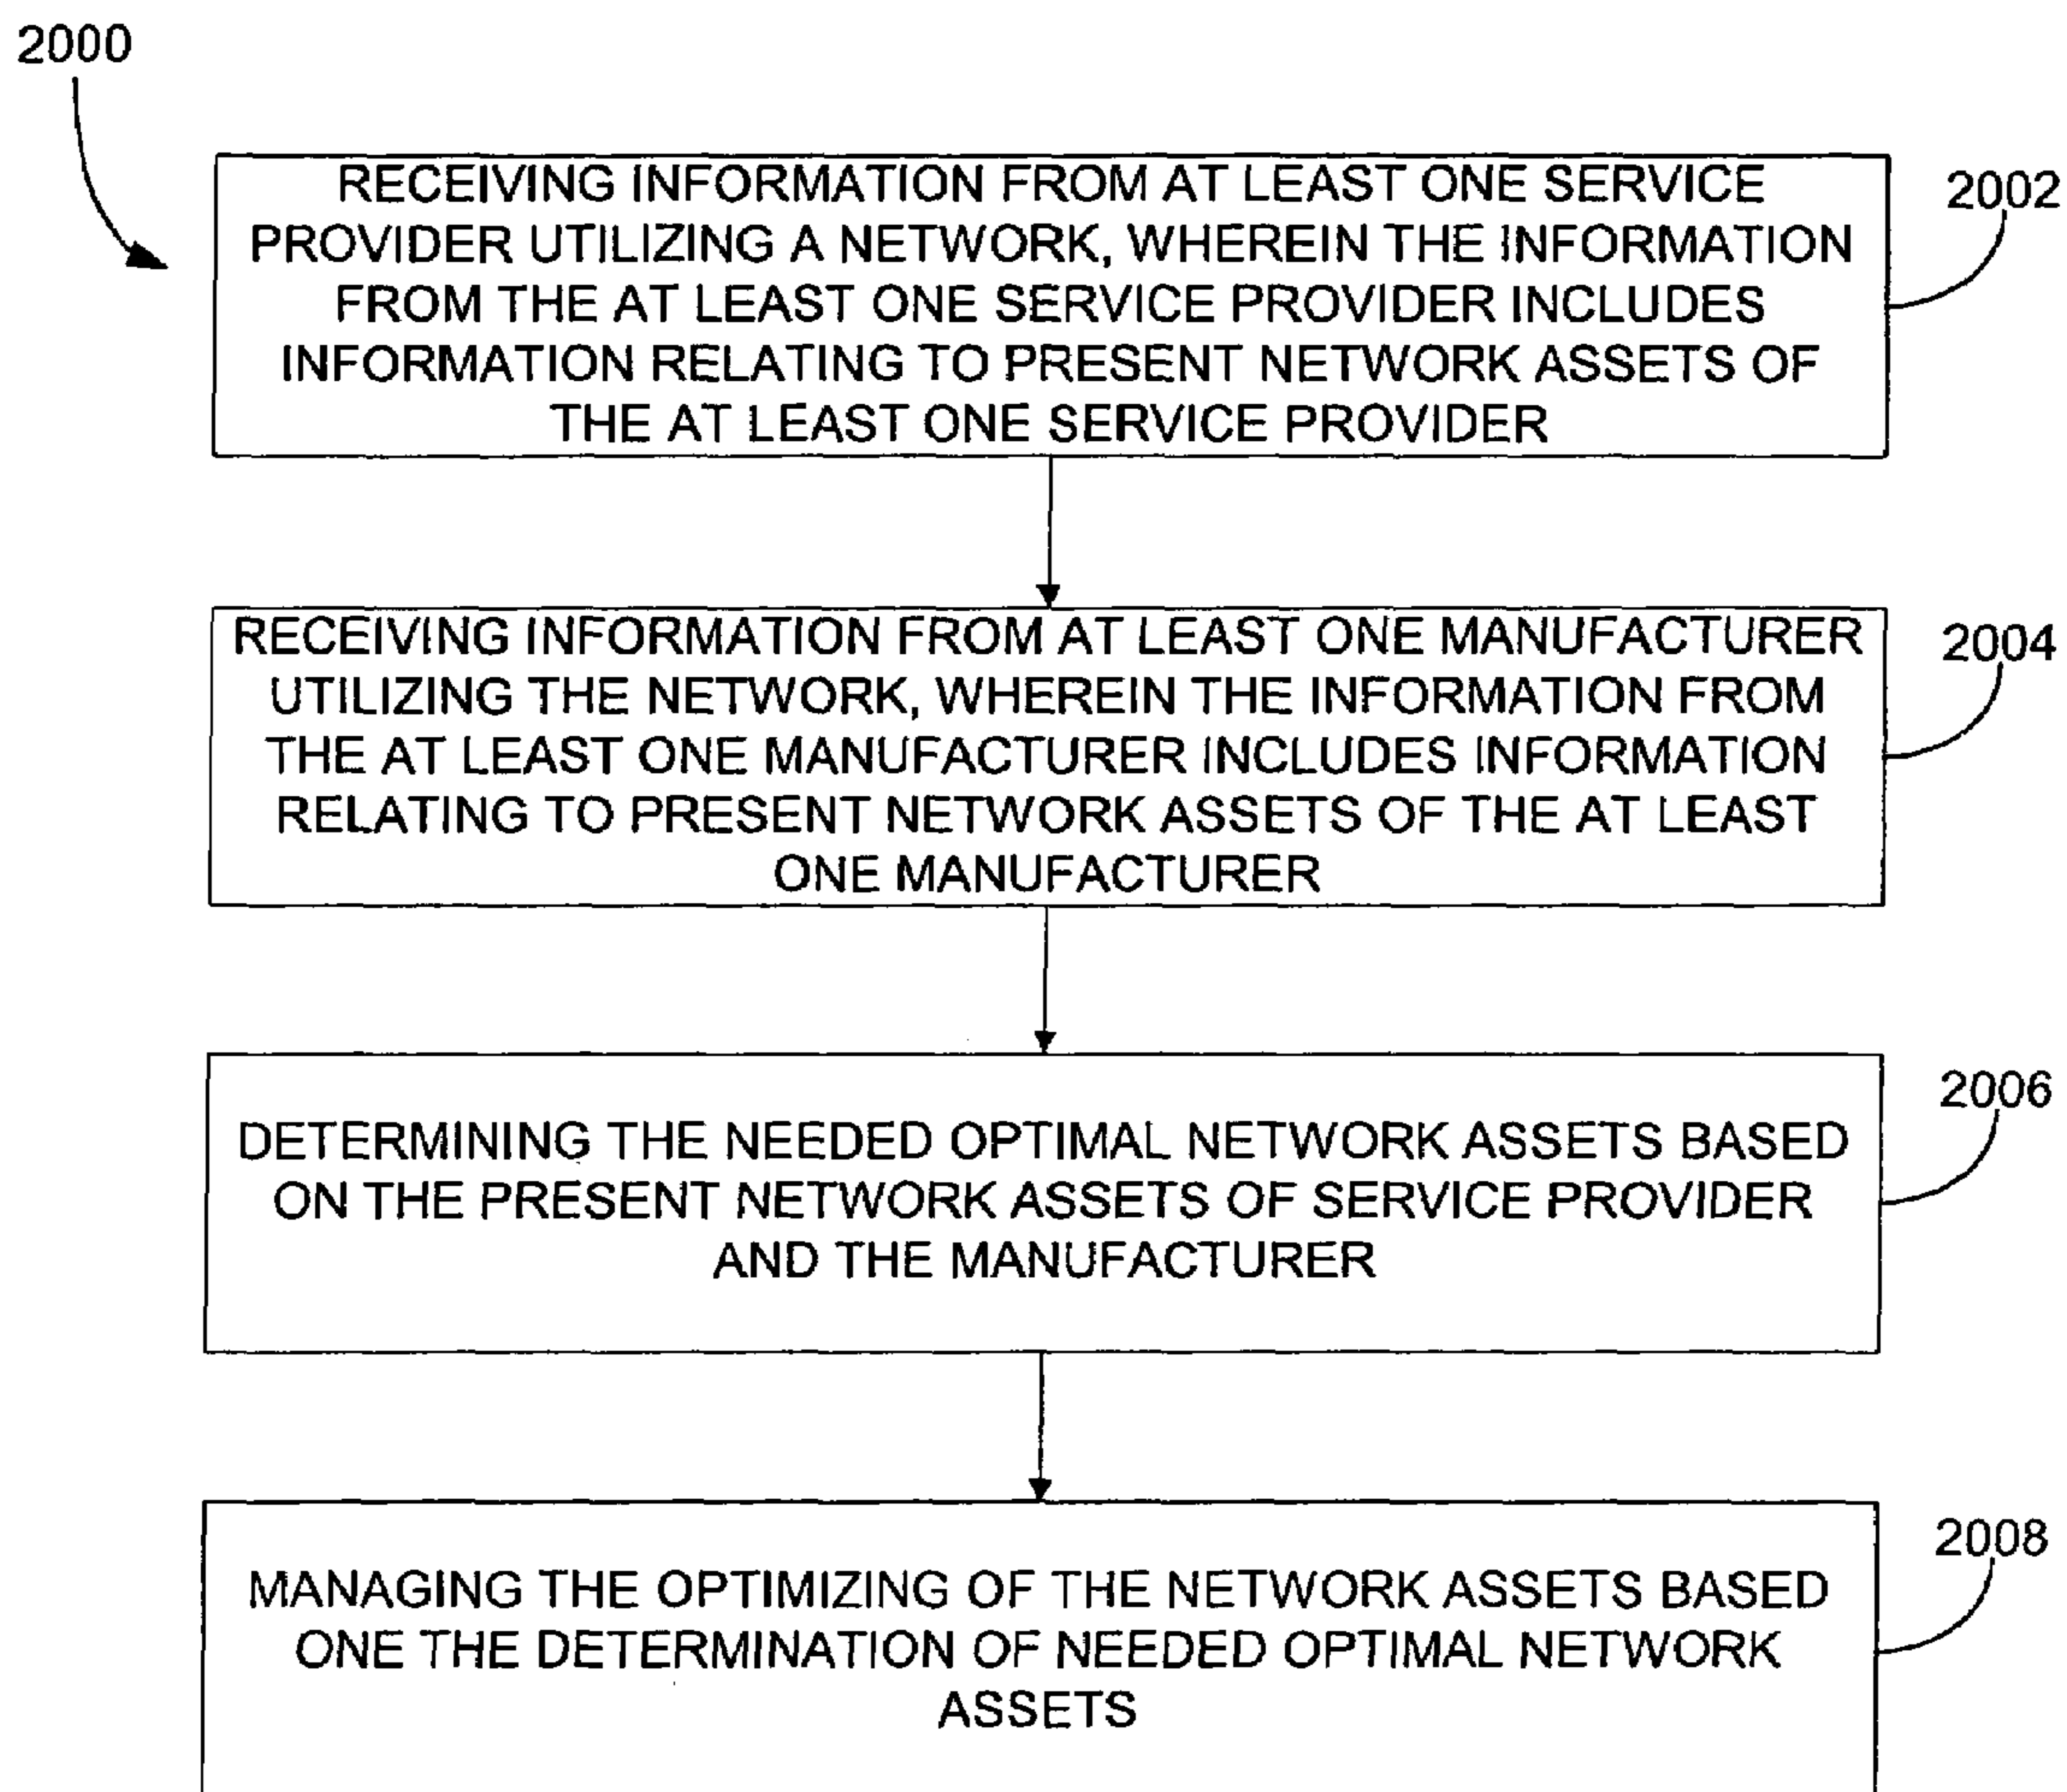 2000
RECEIVING INFORMATION FROM AT LEAST ONE SERVICE
PROVIDER UTILIZING A NETWORK, WHEREIN THE INFORMATION
FROM THE AT LEAST ONE SERVICE PROVIDER INCLUDES
INFORMATION RELATING TO PRESENT NETWORK ASSETS OF
THE AT LEAST ONE SERVICE PROVIDER
2002
RECEIVING INFORMATION FROM AT LEAST ONE MANUFACTURER
UTILIZING THE NETWORK, WHEREIN THE INFORMATION FROM
THE AT LEAST ONE MANUFACTURER INCLUDES INFORMATION
RELATING TO PRESENT NETWORK ASSETS OF THE AT LEAST
ONE MANUFACTURER
2004
DETERMINING THE NEEDED OPTIMAL NETWORK ASSETS BASED
ON THE PRESENT NETWORK ASSETS OF SERVICE PROVIDER
AND THE MANUFACTURER
2006
MANAGING THE OPTIMIZING OF THE NETWORK ASSETS BASED
ONE THE DETERMINATION OF NEEDED OPTIMAL NETWORK
ASSETS
2008